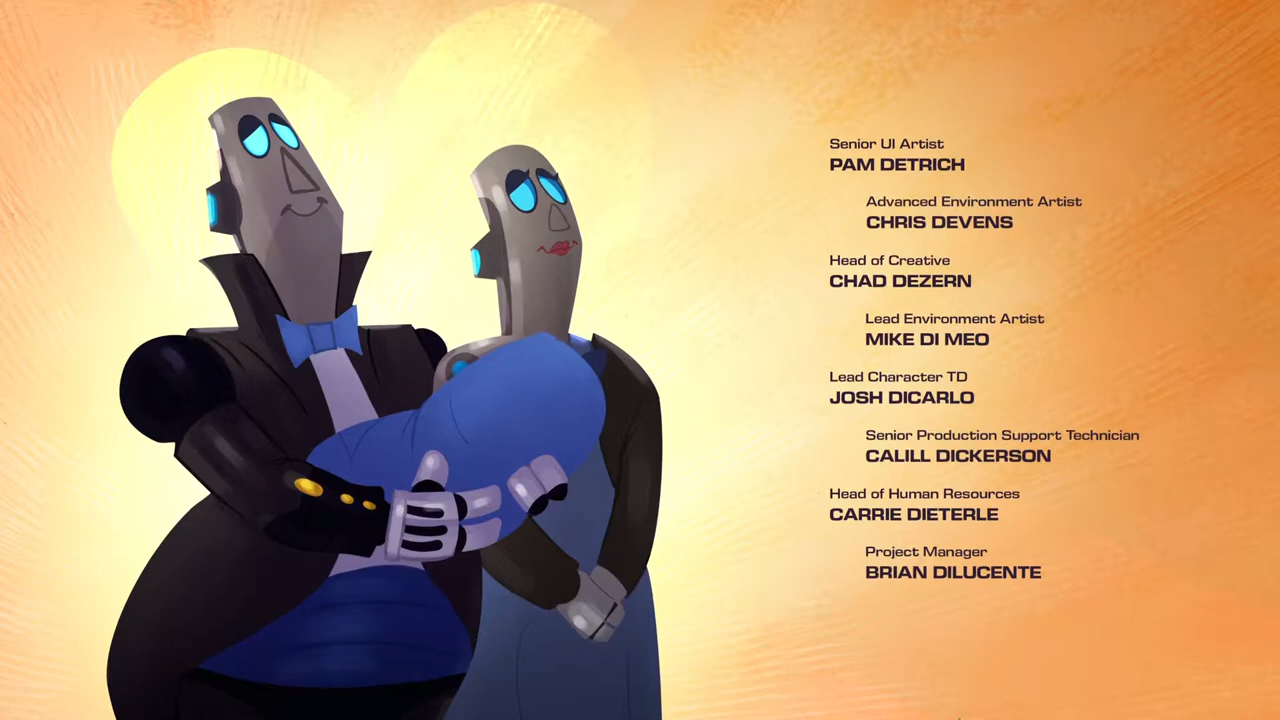 Senior UI Artist
PAM DETRICH
Advanced Environment Artist
CHRIS DEVENS
Head of Creative
CHAD DEZERN
Lead Environment Artist
MIKE DI MEO
Lead Character TD
JOSH DICARLO
Senior Production Support Technician
CALILL DICKERSON
Head of Human Resources
CARRIE DIETERLE
Project Manager
BRIAN DILUCENTE